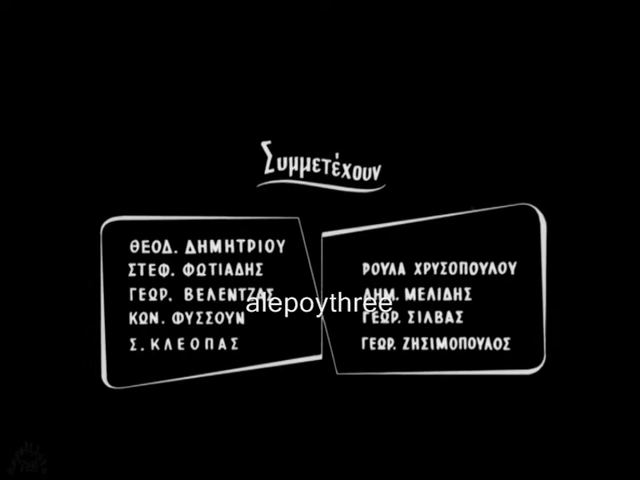 Συμμετέχουν
ΘΕΟΔ. ΔΗΜΗΤΡΙΟΥ
ΣΤΕΦ. ΦΩΤΙΑΔΗΣ
ΓΕΩΡ. ΒΕΛΕΝΤΖΑΣ
ΚΩΝ. ΦΥΣΣΟΥΝ
Σ. ΚΛΕΟΠΑΣ
ΡΟΥΛΑ ΧΡΥΣΟΠΟΥΛΟΥ
ΔΗΜ. ΜΕΛΙΔΗΣ
ΓΕΩΡ. ΣΙΛΒΑΣ
ΓΕΩΡ. ΖΗΣΙΜΟΠΟΥΛΟΣ
alepoythree